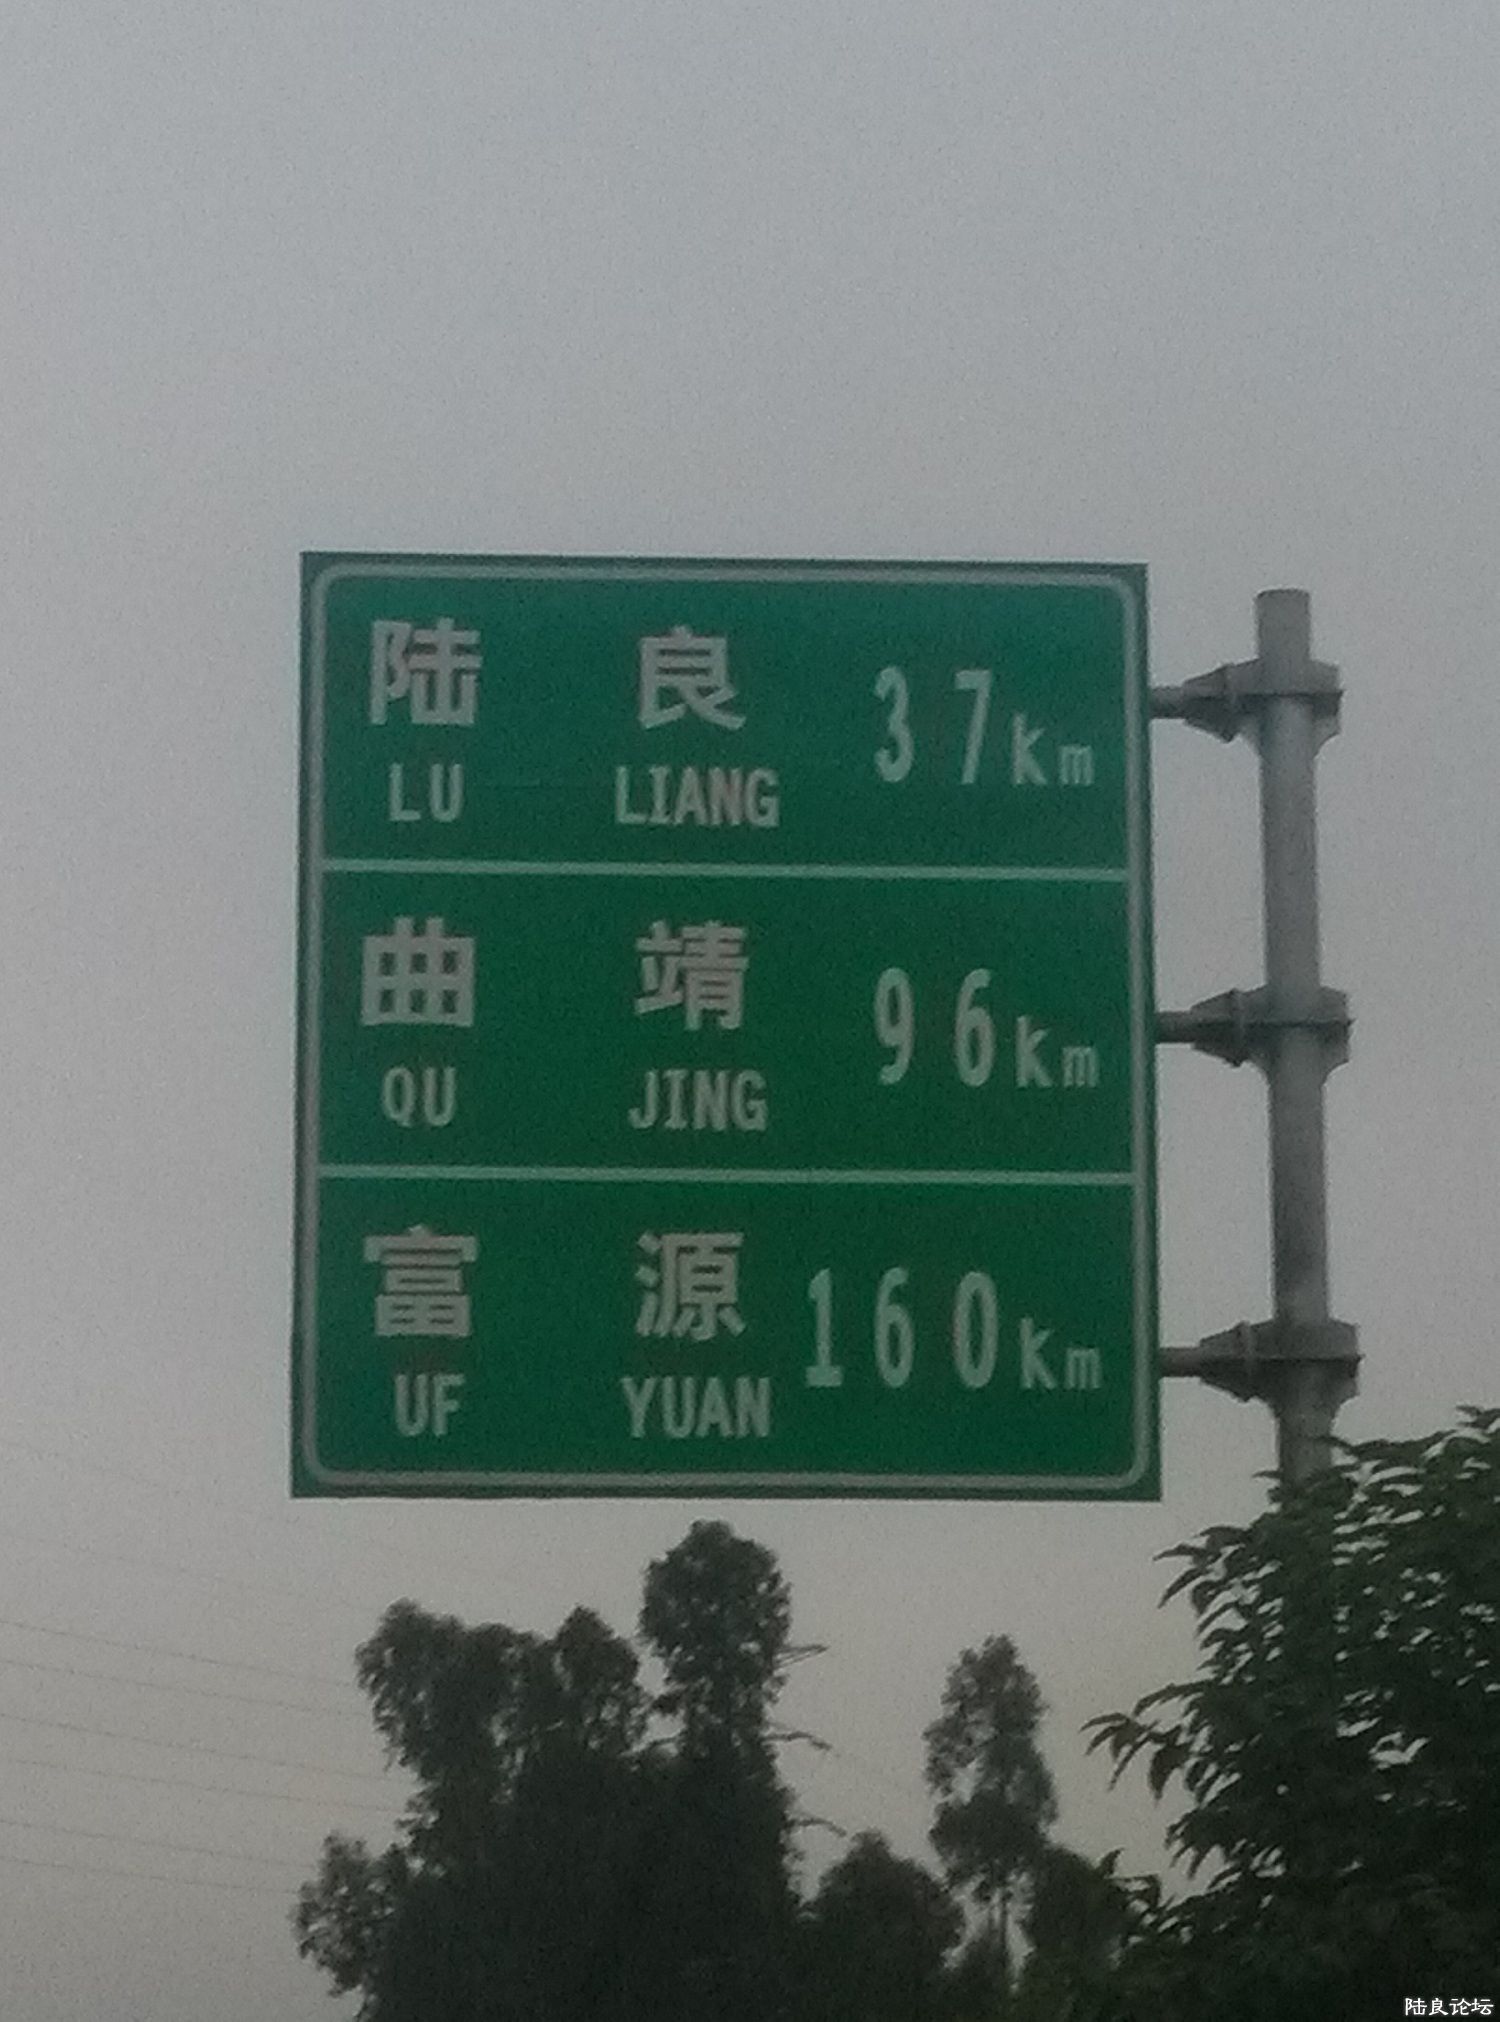 陆 良 37km
LU LIANG
曲 靖 96km
QU JING
富 源 160km
UF YUAN
陆良论坛